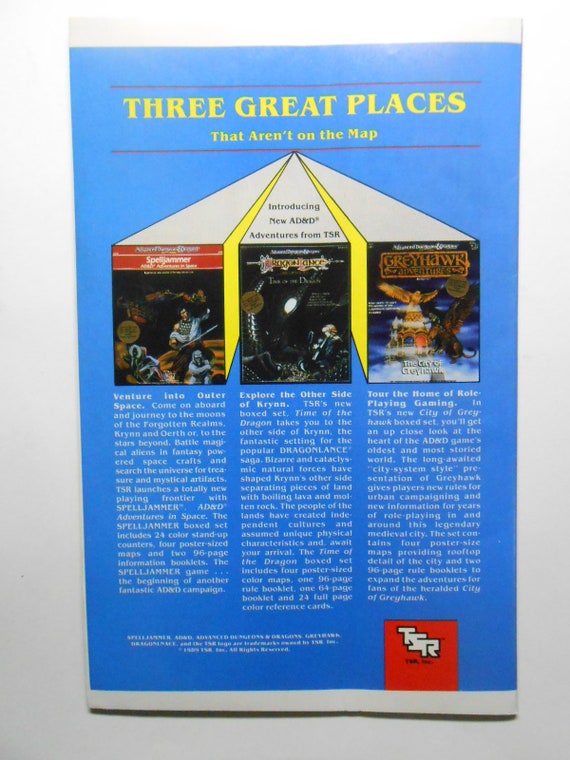 THREE GREAT PLACES
That Aren't on the Map
Introducing
New AD&D®
Adventures from TSR
Advanced Dungeons & Dragons
Spelljammer
AD&D Adventures in Space
Advanced Dungeons & Dragons
DRAGONLANCE
TIME OF THE DRAGON
Advanced Dungeons & Dragons
GREYHAWK
ADVENTURES
The City of
Greyhawk
Venture into Outer
Space. Come on aboard
and journey to the moons
of the Forgotten Realms,
Krynn and Oerth or, to the
stars beyond. Battle magi-
cal aliens in fantasy pow-
ered space crafts and
search the universe for trea-
sure and mystical artifacts.
TSR launches a totally new
playing frontier with
SPELLJAMMER™, AD&D®
Adventures in Space. The
SPELLJAMMER boxed set
includes 24 color stand-up
counters, four poster-sized
maps and two 96-page
information booklets. The
SPELLJAMMER game . . .
the beginning of another
fantastic AD&D campaign.
Explore the Other Side
of Krynn. TSR's new
boxed set, Time of the
Dragon takes you to the
other side of Krynn, the
fantastic setting for the
popular DRAGONLANCE®
saga. Bizarre and cataclys-
mic natural forces have
shaped Krynn's other side
separating pieces of land
with boiling lava and mol-
ten rock. The people of the
lands have created inde-
pendent cultures and
assumed unique physical
characteristics and, await
your arrival. The Time of
the Dragon boxed set
includes four poster-sized
color maps, one 96-page
rule booklet, one 64-page
booklet and 24 full page
color reference cards.
Tour the Home of Role-
Playing Gaming. In
TSR's new City of Grey-
hawk boxed set, you'll get
an up close look at the
heart of the AD&D game's
oldest and most storied
world. The long-awaited
"city-system style" pre-
sentation of Greyhawk
gives players new rules for
urban campaigning and
new information for years
of role-playing in and
around this legendary
medieval city. The set con-
tains four poster-size
maps providing rooftop
detail of the city and two
96-page rule booklets to
expand the adventures for
fans of the heralded City
of Greyhawk.
SPELLJAMMER, AD&D, ADVANCED DUNGEONS & DRAGONS, GREYHAWK,
DRAGONLANCE, and the TSR logo are trademarks owned by TSR, Inc.
©1989 TSR, Inc. All Rights Reserved.
TSR
TSR, Inc.